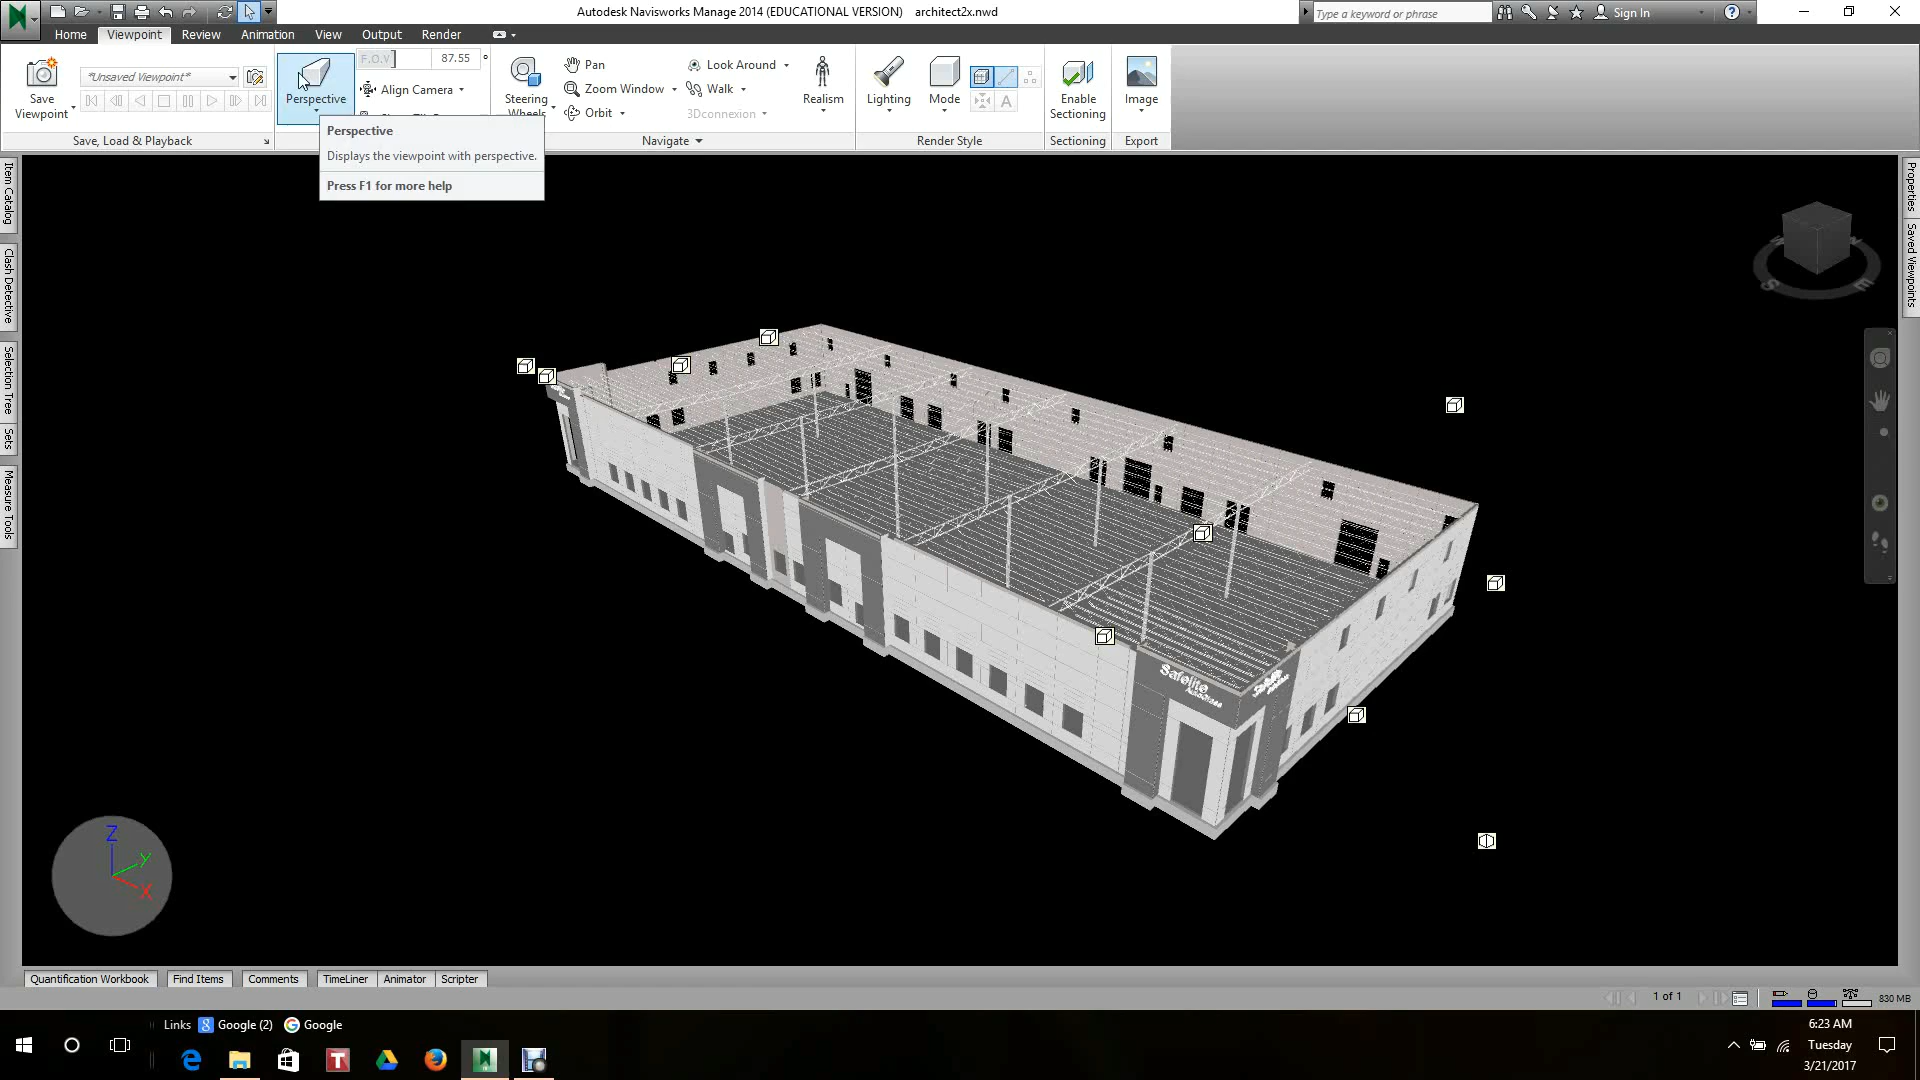 Autodesk Navisworks Manage 2014 (EDUCATIONAL VERSION) architect2x.nwd
Type a keyword or phrase
Sign In
Home Viewpoint Review Animation View Output Render
Save Viewpoint
*Unsaved Viewpoint*
Save, Load & Playback
Perspective
F.O.V
87.55 °
Align Camera
Perspective
Displays the viewpoint with perspective.
Press F1 for more help
Steering Wheels
Pan
Zoom Window
Orbit
Look Around
Walk
3Dconnexion
Navigate
Realism
Lighting
Mode
A
Render Style
Enable Sectioning
Sectioning
Image
Export
Item Catalog
Clash Detective
Selection Tree
Sets
Measure Tools
Properties
Saved Viewpoints
S
E
Safelite
AutoGlass
Z
Y
X
Quantification Workbook Find Items Comments TimeLiner Animator Scripter
1 of 1
830 MB
Links Google (2) Google
6:23 AM
Tuesday
3/21/2017